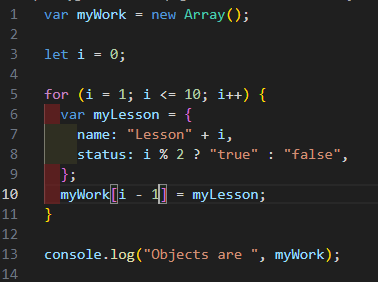 1 var myWork = new Array();
2
3 let i = 0;
4
5 for (i = 1; i <= 10; i++) {
6 var myLesson = {
7 name: "Lesson" + i,
8 status: i % 2 ? "true" : "false",
9 };
10 myWork[i - 1] = myLesson;
11 }
12
13 console.log("Objects are ", myWork);
14